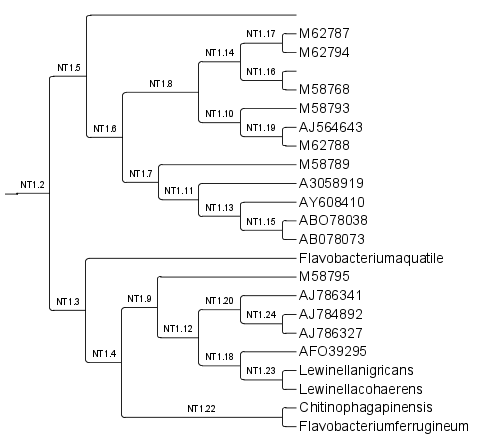 NT1.17
M62787
NT1.14
M62794
NT1.5
NT1.16
NT1.8
M58768
M58793
NT1.10
AJ564643
NT1.19
NT1.6
M62788
M58789
NT1.7
A3058919
NT1.2
NT1.11
AY608410
NT1.13
ABO78038
NT1.15
AB078073
Flavobacteriumaquatile
M58795
NT1.9
AJ786341
NT1.3
NT1.20
AJ784892
NT1.24
NT1.12
AJ786327
AFO39295
NT1.4
NT1.18
Lewinellanigricans
NT1.23
Lewinellacohaerens
NT1.22
Chitinophagapinensis
Flavobacteriumferrugineum